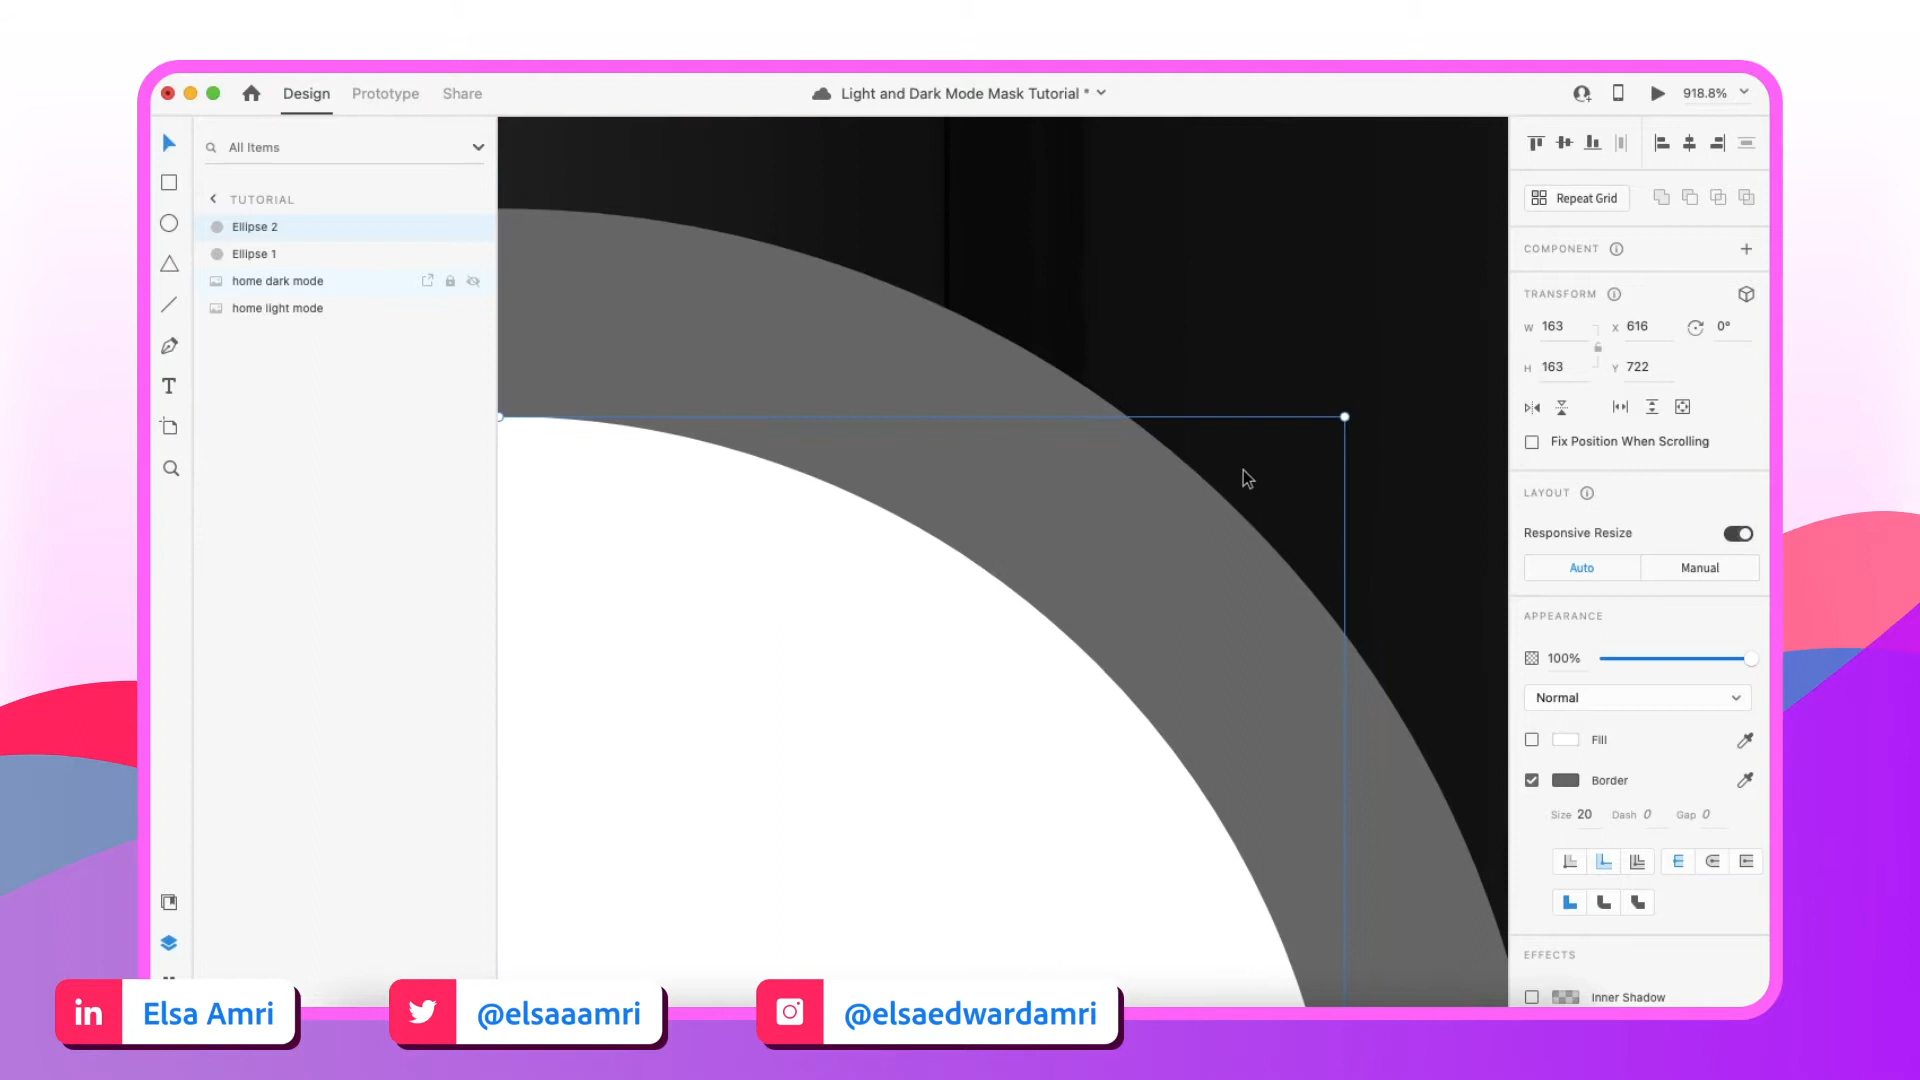 Design Prototype Share
Light and Dark Mode Mask Tutorial *
918.8%
All Items
TUTORIAL
Ellipse 2
Ellipse 1
home dark mode
home light mode
Repeat Grid
COMPONENT
TRANSFORM
W 163 X 616 0°
H 163 Y 722
Fix Position When Scrolling
LAYOUT
Responsive Resize
Auto Manual
APPEARANCE
100%
Normal
Fill
Border
Size 20 Dash 0 Gap 0
EFFECTS
Inner Shadow
in Elsa Amri @elsaaamri @elsaedwardamri